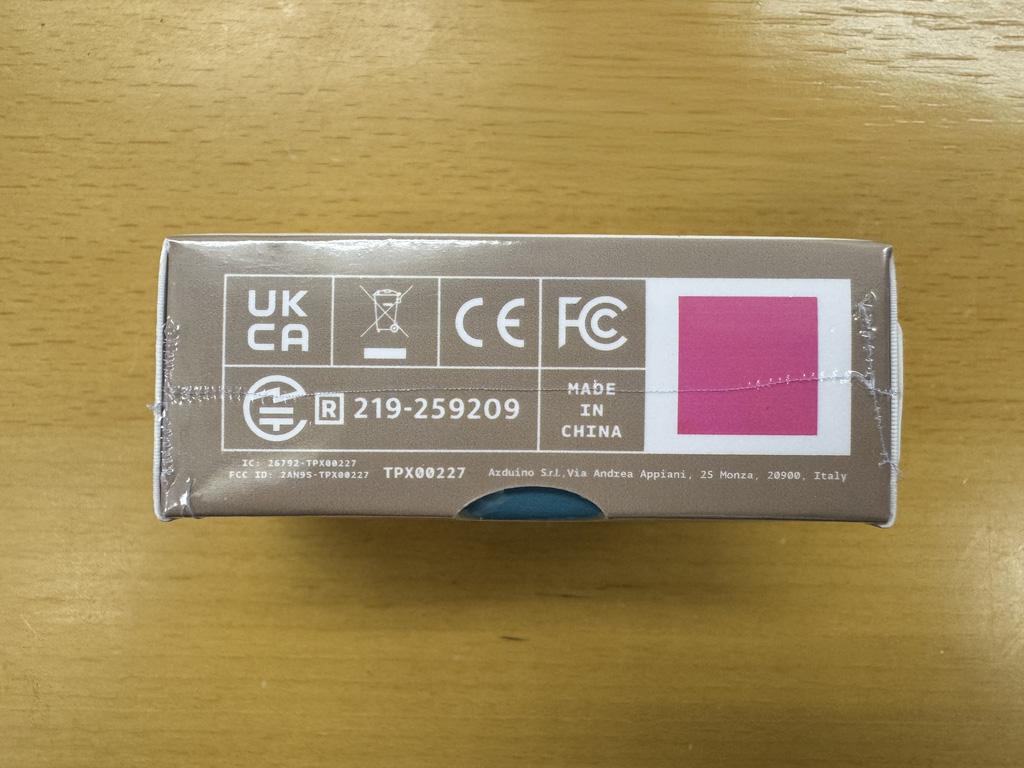 UK
CA
CE
FC
R 219-259209
MADE
IN
CHINA
IC: 26792-TPX00227
FCC ID: 2AN95-TPX00227
TPX00227
Arduino S.r.l.,Via Andrea Appiani, 25 Monza, 20900, Italy